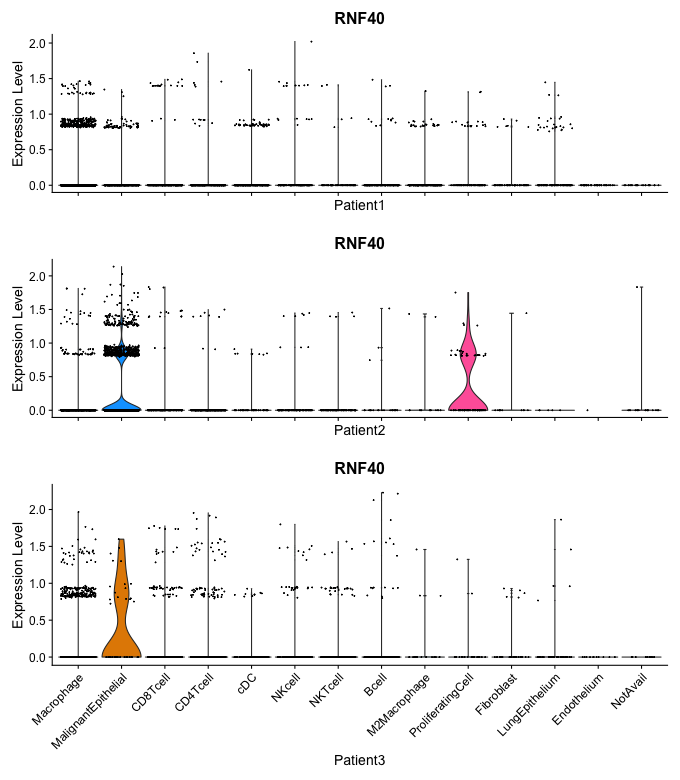 RNF40
Expression Level
2.0
1.5
1.0
0.5
0.0
Patient1
RNF40
Expression Level
2.0
1.5
1.0
0.5
0.0
Patient2
RNF40
Expression Level
2.0
1.5
1.0
0.5
0.0
Macrophage
MalignantEpithelial
CD8Tcell
CD4Tcell
cDC
NKcell
NKTcell
Bcell
M2Macrophage
ProliferatingCell
Fibroblast
LungEpithelium
Endothelium
NotAvail
Patient3